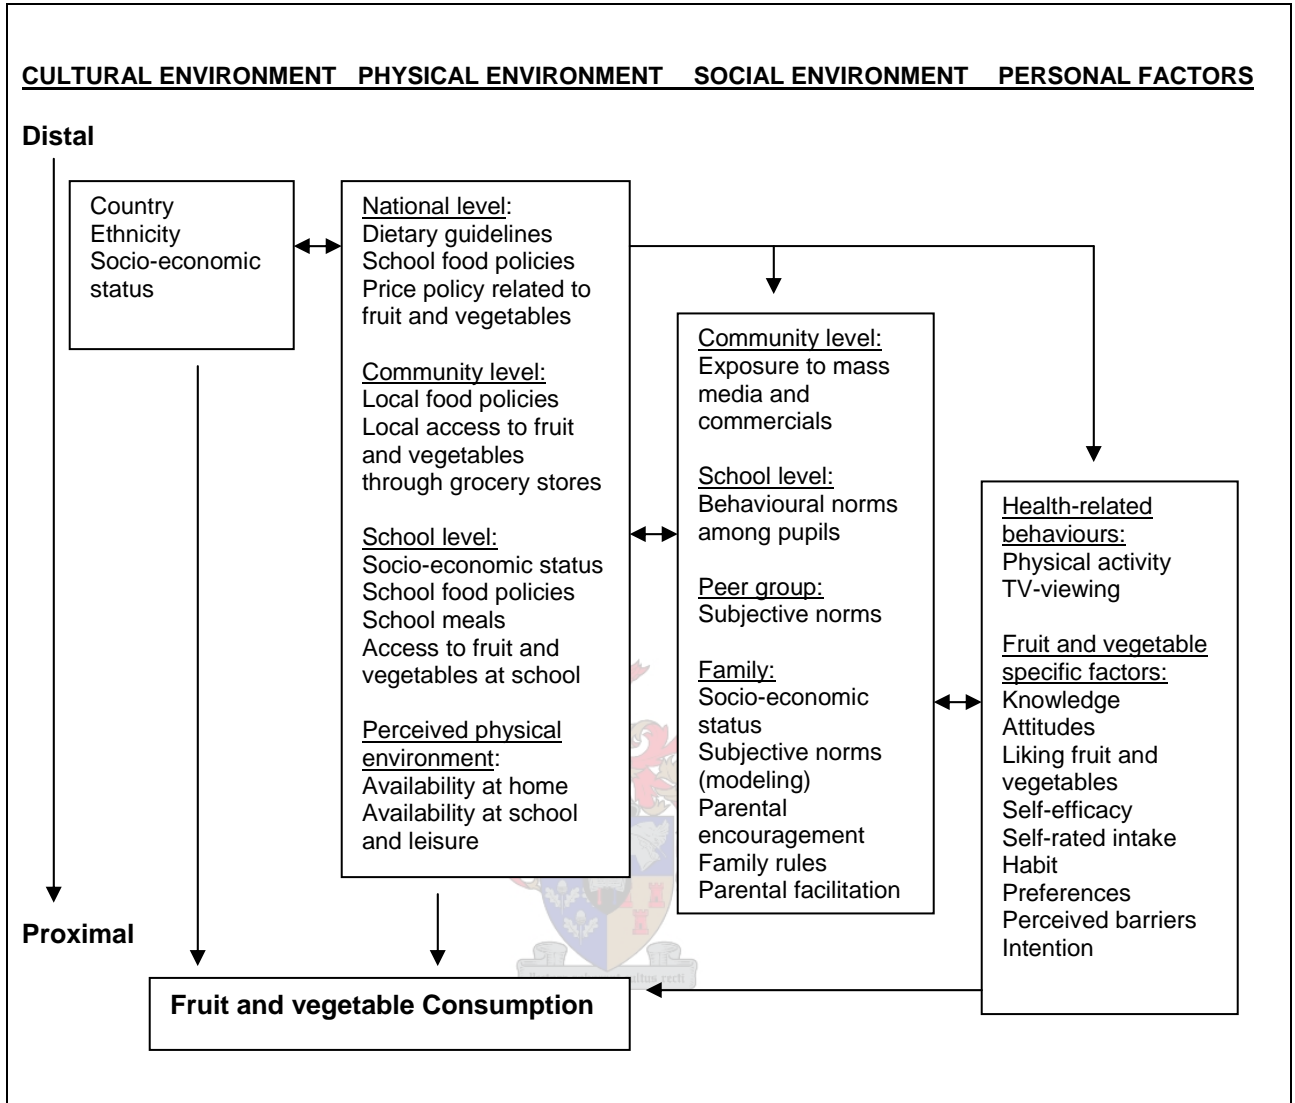 CULTURAL ENVIRONMENT PHYSICAL ENVIRONMENT SOCIAL ENVIRONMENT PERSONAL FACTORS
Distal
Country
Ethnicity
Socio-economic
status
National level:
Dietary guidelines
School food policies
Price policy related to
fruit and vegetables
Community level:
Local food policies
Local access to fruit
and vegetables
through grocery stores
School level:
Socio-economic status
School food policies
School meals
Access to fruit and
vegetables at school
Perceived physical
environment:
Availability at home
Availability at school
and leisure
Community level:
Exposure to mass
media and
commercials
School level:
Behavioural norms
among pupils
Peer group:
Subjective norms
Family:
Socio-economic
status
Subjective norms
(modeling)
Parental
encouragement
Family rules
Parental facilitation
Health-related
behaviours:
Physical activity
TV-viewing
Fruit and vegetable
specific factors:
Knowledge
Attitudes
Liking fruit and
vegetables
Self-efficacy
Self-rated intake
Habit
Preferences
Perceived barriers
Intention
Proximal
Fruit and vegetable Consumption
recti